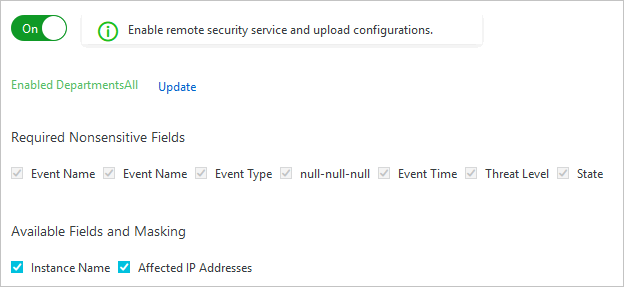 On
Enable remote security service and upload configurations.
Enabled DepartmentsAll Update
Required Nonsensitive Fields
Event Name Event Name Event Type null-null-null Event Time Threat Level State
Available Fields and Masking
Instance Name Affected IP Addresses